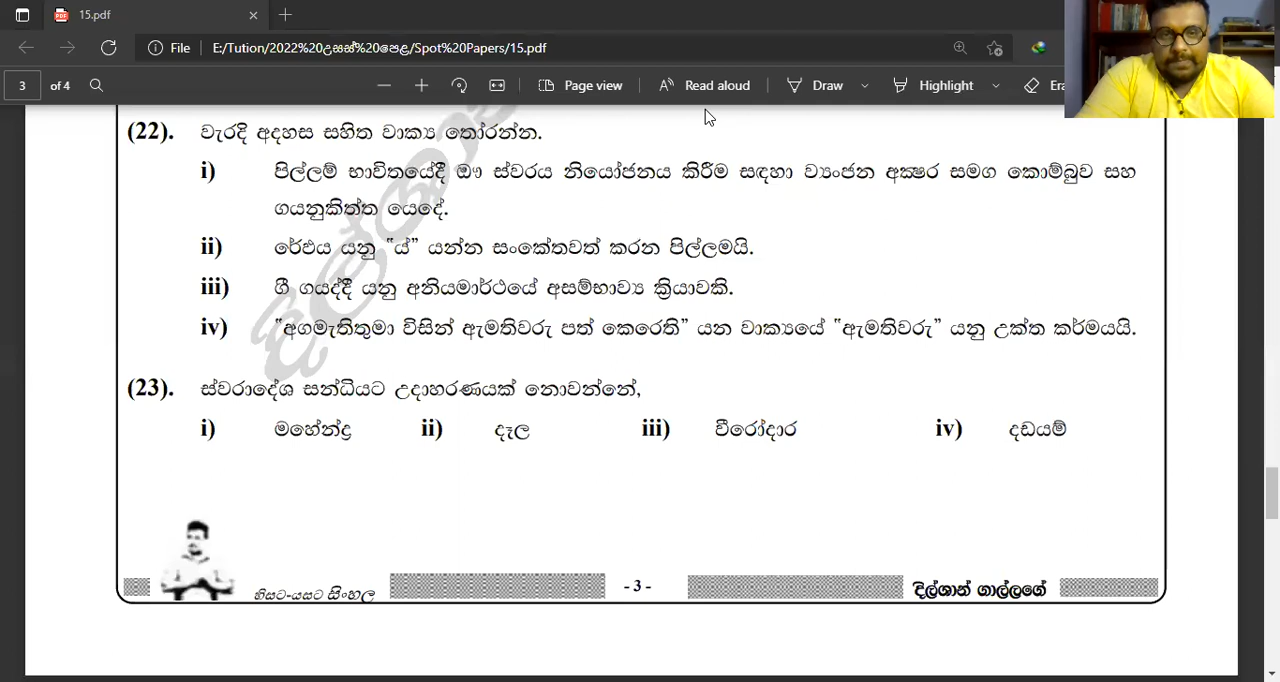 15.pdf
File E:/Tution/2022%20උසස්%20පෙළ/Spot%20Papers/15.pdf
3 of 4 Page view Read aloud Draw Highlight Era
(22). වැරදි අදහස සහිත වාක්‍ය තෝරන්න.
i) පිල්ලම් භාවිතයේදී ඖ ස්වරය නියෝජනය කිරීම සඳහා ව්‍යංජන අක්‍ෂර සමග කොම්බුව සහ
ගයනුකිත්ත යෙදේ.
ii) රේඵය යනු “ය්” යන්න සංකේතවත් කරන පිල්ලමයි.
iii) ගී ගයද්දී යනු අනියමාර්ථයේ අසම්භාව්‍ය ක්‍රියාවකි.
iv) “අගමැතිතුමා විසින් ඇමතිවරු පත් කෙරෙති” යන වාක්‍යයේ “ඇමතිවරු” යනු උක්ත කර්මයයි.
(23). ස්වරාදේශ සන්ධියට උදාහරණයක් නොවන්නේ,
i) මහේන්ද්‍ර ii) දෑල iii) වීරෝදාර iv) දඩයම්
හිසට-යසට සිංහල - 3 - දිල්ශාන් ගාල්ලගේ